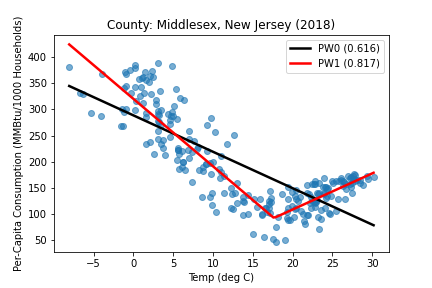 County: Middlesex, New Jersey (2018)
Per-Capita Consumption (MMBtu/1000 Households)
400
350
300
250
200
150
100
50
PW0 (0.616)
PW1 (0.817)
−5 0 5 10 15 20 25 30
Temp (deg C)